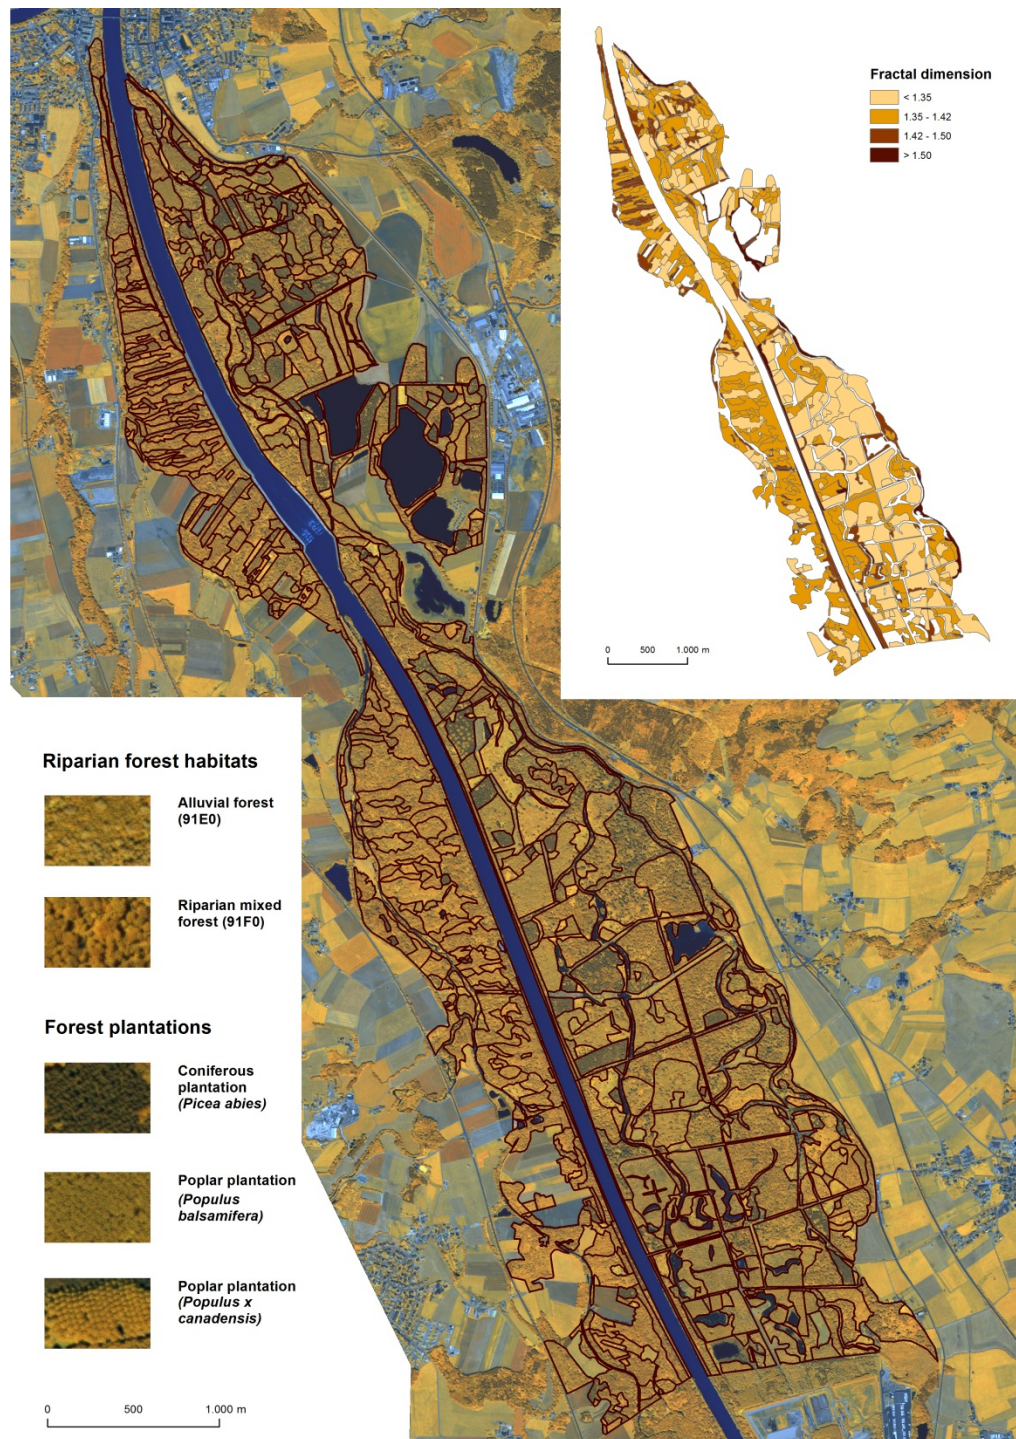 Fractal dimension
< 1.35
1.35 - 1.42
1.42 - 1.50
> 1.50
0 500 1.000 m
Riparian forest habitats
Alluvial forest
(91E0)
Riparian mixed
forest (91F0)
Forest plantations
Coniferous
plantation
(Picea abies)
Poplar plantation
(Populus
balsamifera)
Poplar plantation
(Populus x
canadensis)
0 500 1.000 m